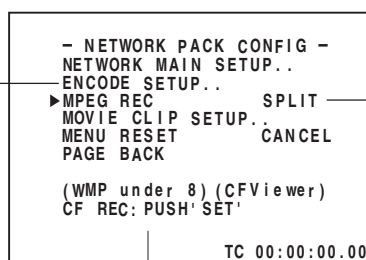 – NETWORK PACK CONFIG –
NETWORK MAIN SETUP..
ENCODE SETUP..
▶MPEG REC SPLIT
MOVIE CLIP SETUP..
MENU RESET CANCEL
PAGE BACK
(WMP under 8)(CFViewer)
CF REC: PUSH'SET'
TC 00:00:00.00